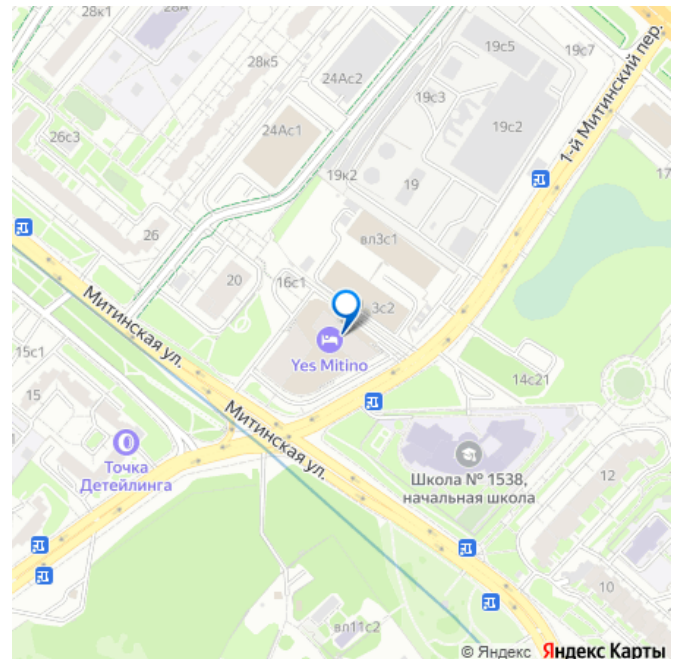 28к1
28А
19с5
19с7
28к5
24Ас2
19с3
1-й Митинский пер.
26с3
24Ас1
19с2
19к2
19
17
26
вл3с1
20
16с1
3с2
Митинская ул.
Yes Mitino
15с1
15
14с21
Митинская ул.
Точка
Детейлинга
Школа № 1538,
начальная школа
12
10
вл11с2
© Яндекс Яндекс Карты